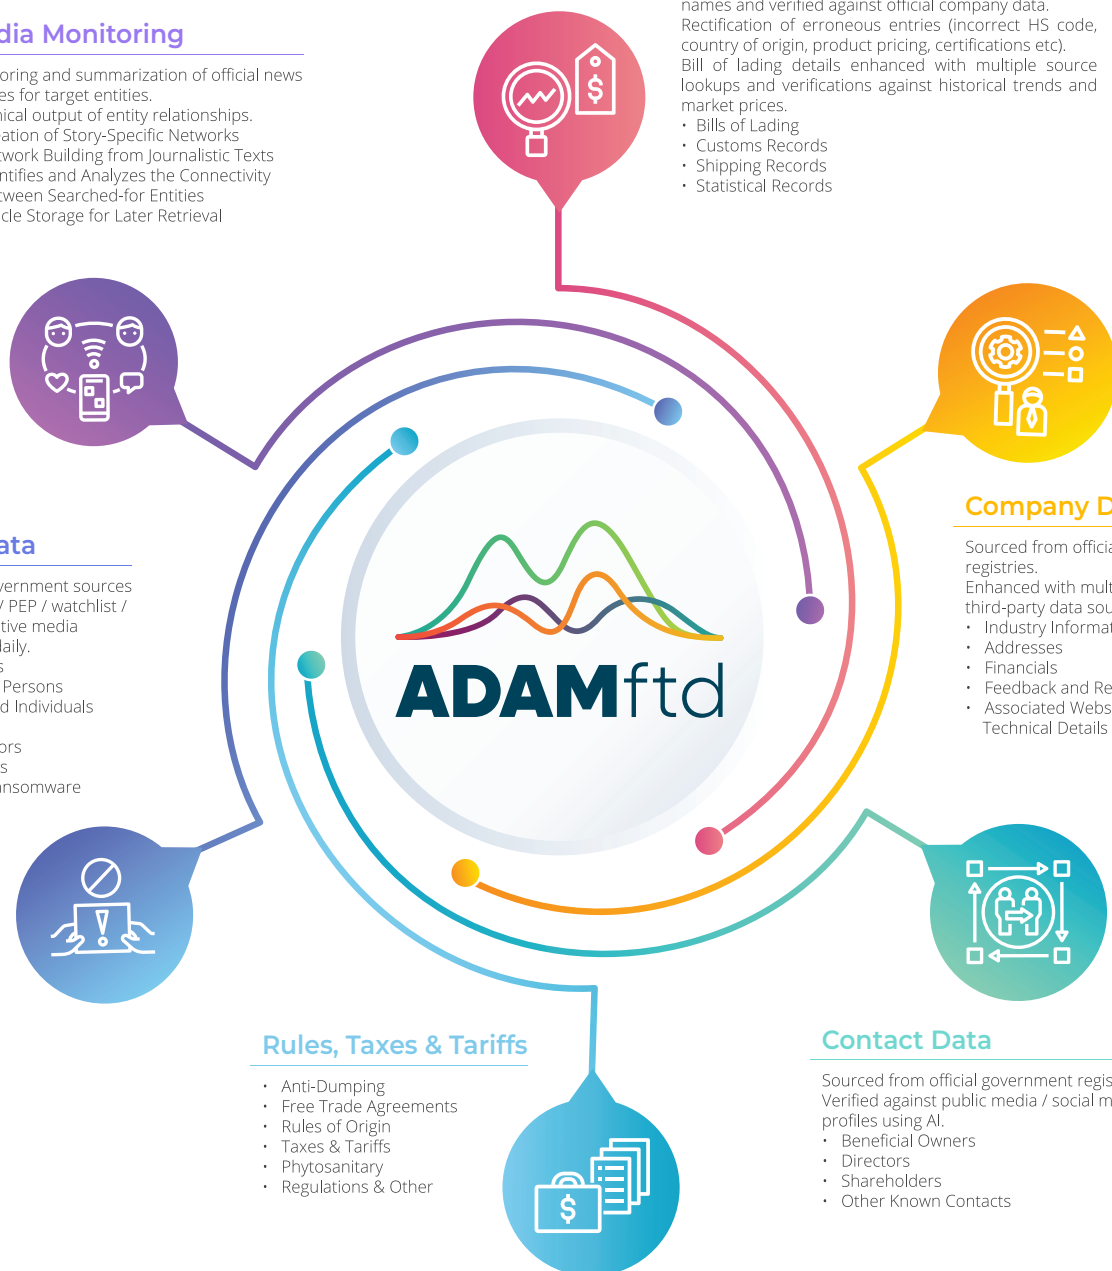 dia Monitoring
oring and summarization of official news
es for target entities.
nical output of entity relationships.
ation of Story-Specific Networks
twork Building from Journalistic Texts
entifies and Analyzes the Connectivity
tween Searched-for Entities
icle Storage for Later Retrieval
names and verified against official company data.
Rectification of erroneous entries (incorrect HS code,
country of origin, product pricing, certifications etc).
Bill of lading details enhanced with multiple source
lookups and verifications against historical trends and
market prices.
• Bills of Lading
• Customs Records
• Shipping Records
• Statistical Records
$
Company D
Sourced from officia
registries.
Enhanced with mult
third-party data sou
• Industry Informat
• Addresses
• Financials
• Feedback and Re
• Associated Webs
Technical Details
ata
vernment sources
/ PEP / watchlist /
tive media
daily.
s
Persons
d Individuals
ors
s
ansomware
ADAMftd
!
Rules, Taxes & Tariffs
• Anti-Dumping
• Free Trade Agreements
• Rules of Origin
• Taxes & Tariffs
• Phytosanitary
• Regulations & Other
$
Contact Data
Sourced from official government regis
Verified against public media / social m
profiles using AI.
• Beneficial Owners
• Directors
• Shareholders
• Other Known Contacts